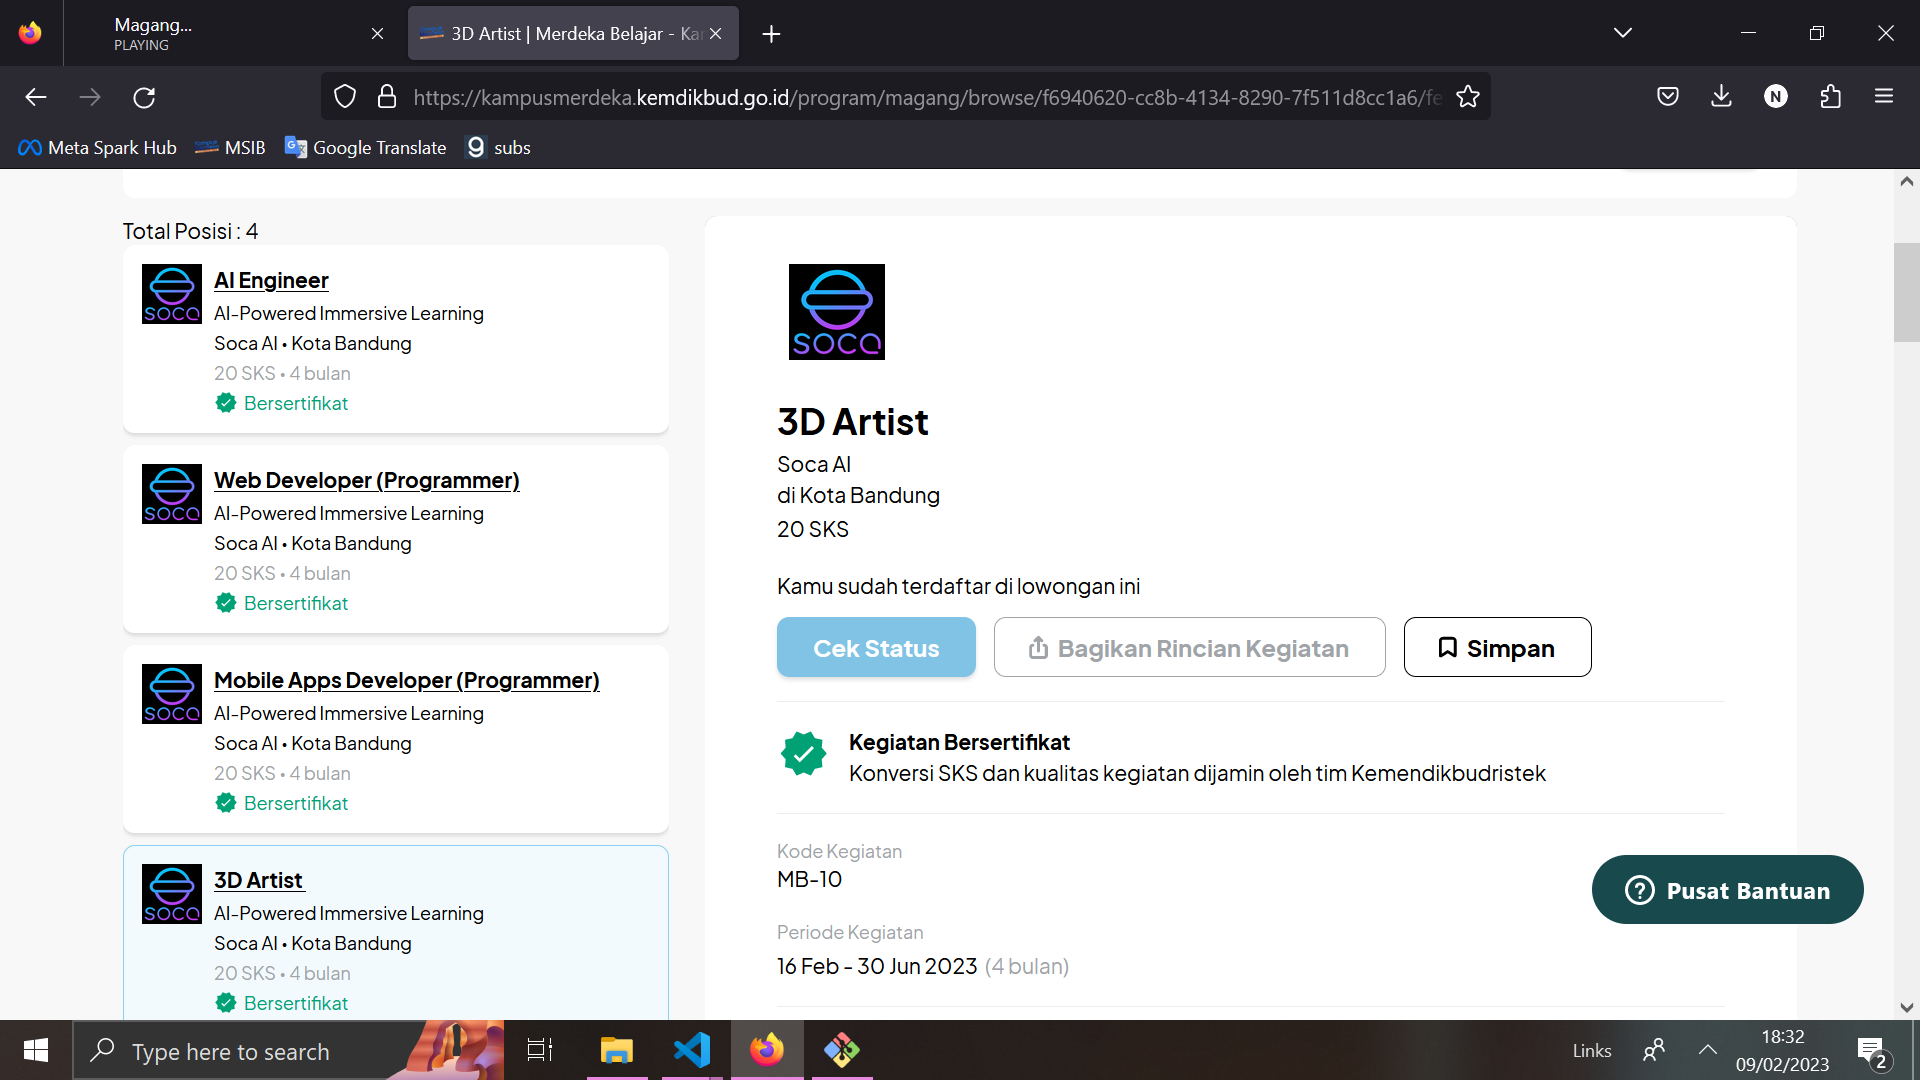 Magang...
PLAYING
3D Artist | Merdeka Belajar - Ka
https://kampusmerdeka.kemdikbud.go.id/program/magang/browse/f6940620-cc8b-4134-8290-7f511d8cc1a6/fe
N
Meta Spark Hub
MSIB
Google Translate
subs
Total Posisi : 4
SOCA
AI Engineer
AI-Powered Immersive Learning
Soca AI • Kota Bandung
20 SKS • 4 bulan
Bersertifikat
SOCA
Web Developer (Programmer)
AI-Powered Immersive Learning
Soca AI • Kota Bandung
20 SKS • 4 bulan
Bersertifikat
SOCA
Mobile Apps Developer (Programmer)
AI-Powered Immersive Learning
Soca AI • Kota Bandung
20 SKS • 4 bulan
Bersertifikat
SOCA
3D Artist
AI-Powered Immersive Learning
Soca AI • Kota Bandung
20 SKS • 4 bulan
Bersertifikat
SOCA
3D Artist
Soca AI
di Kota Bandung
20 SKS
Kamu sudah terdaftar di lowongan ini
Cek Status
Bagikan Rincian Kegiatan
Simpan
Kegiatan Bersertifikat
Konversi SKS dan kualitas kegiatan dijamin oleh tim Kemendikbudristek
Kode Kegiatan
MB-10
Periode Kegiatan
16 Feb - 30 Jun 2023 (4 bulan)
Pusat Bantuan
Type here to search
Links
18:32
09/02/2023
2